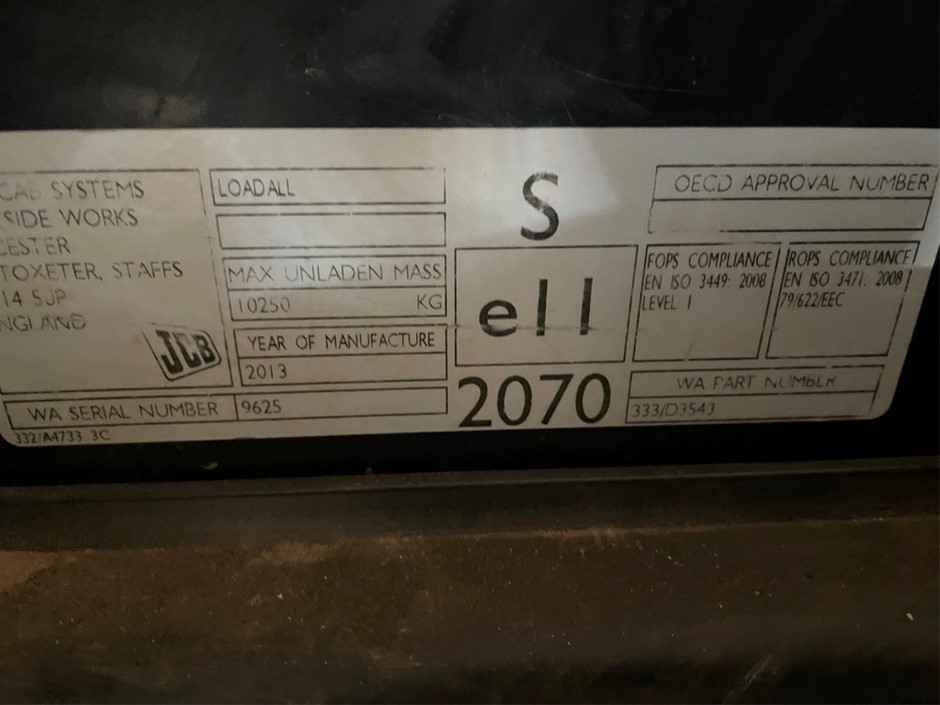 CAB SYSTEMS
SIDE WORKS
CESTER
TOXETER, STAFFS
14 5JP
NGLAND
JCB
WA SERIAL NUMBER
9625
332/A4733 3C
LOADALL
MAX UNLADEN MASS
10250 KG
YEAR OF MANUFACTURE
2013
S
e11
2070
OECD APPROVAL NUMBER
FOPS COMPLIANCE
EN ISO 3449: 2008
LEVEL I
ROPS COMPLIANCE
EN ISO 3471: 2008
79/622/EEC
WA PART NUMBER
333/D3543